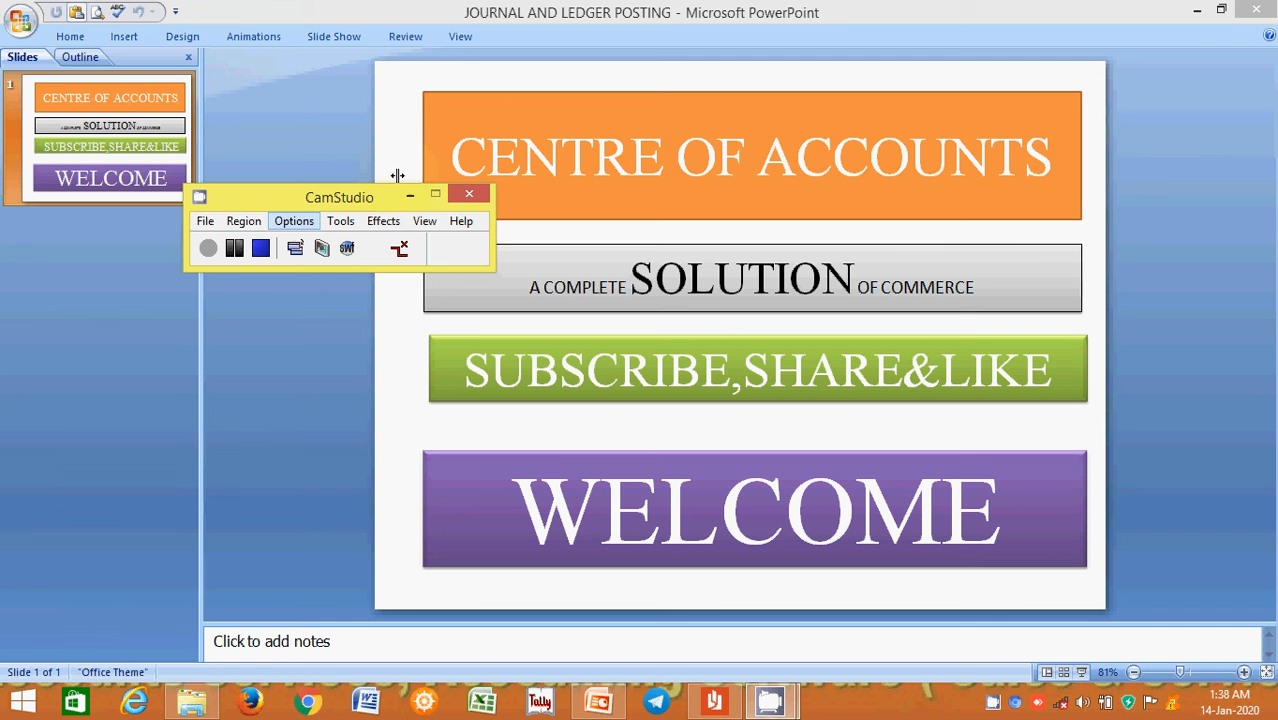 JOURNAL AND LEDGER POSTING - Microsoft PowerPoint
Home Insert Design Animations Slide Show Review View
Slides Outline
1
CENTRE OF ACCOUNTS
SOLUTION
SUBSCRIBE,SHARE&LIKE
WELCOME
CENTRE OF ACCOUNTS
A COMPLETE SOLUTION OF COMMERCE
SUBSCRIBE,SHARE&LIKE
WELCOME
CamStudio
File Region Options Tools Effects View Help
SWF
Click to add notes
Slide 1 of 1 "Office Theme" 81%
Tally
1:38 AM
14-Jan-2020